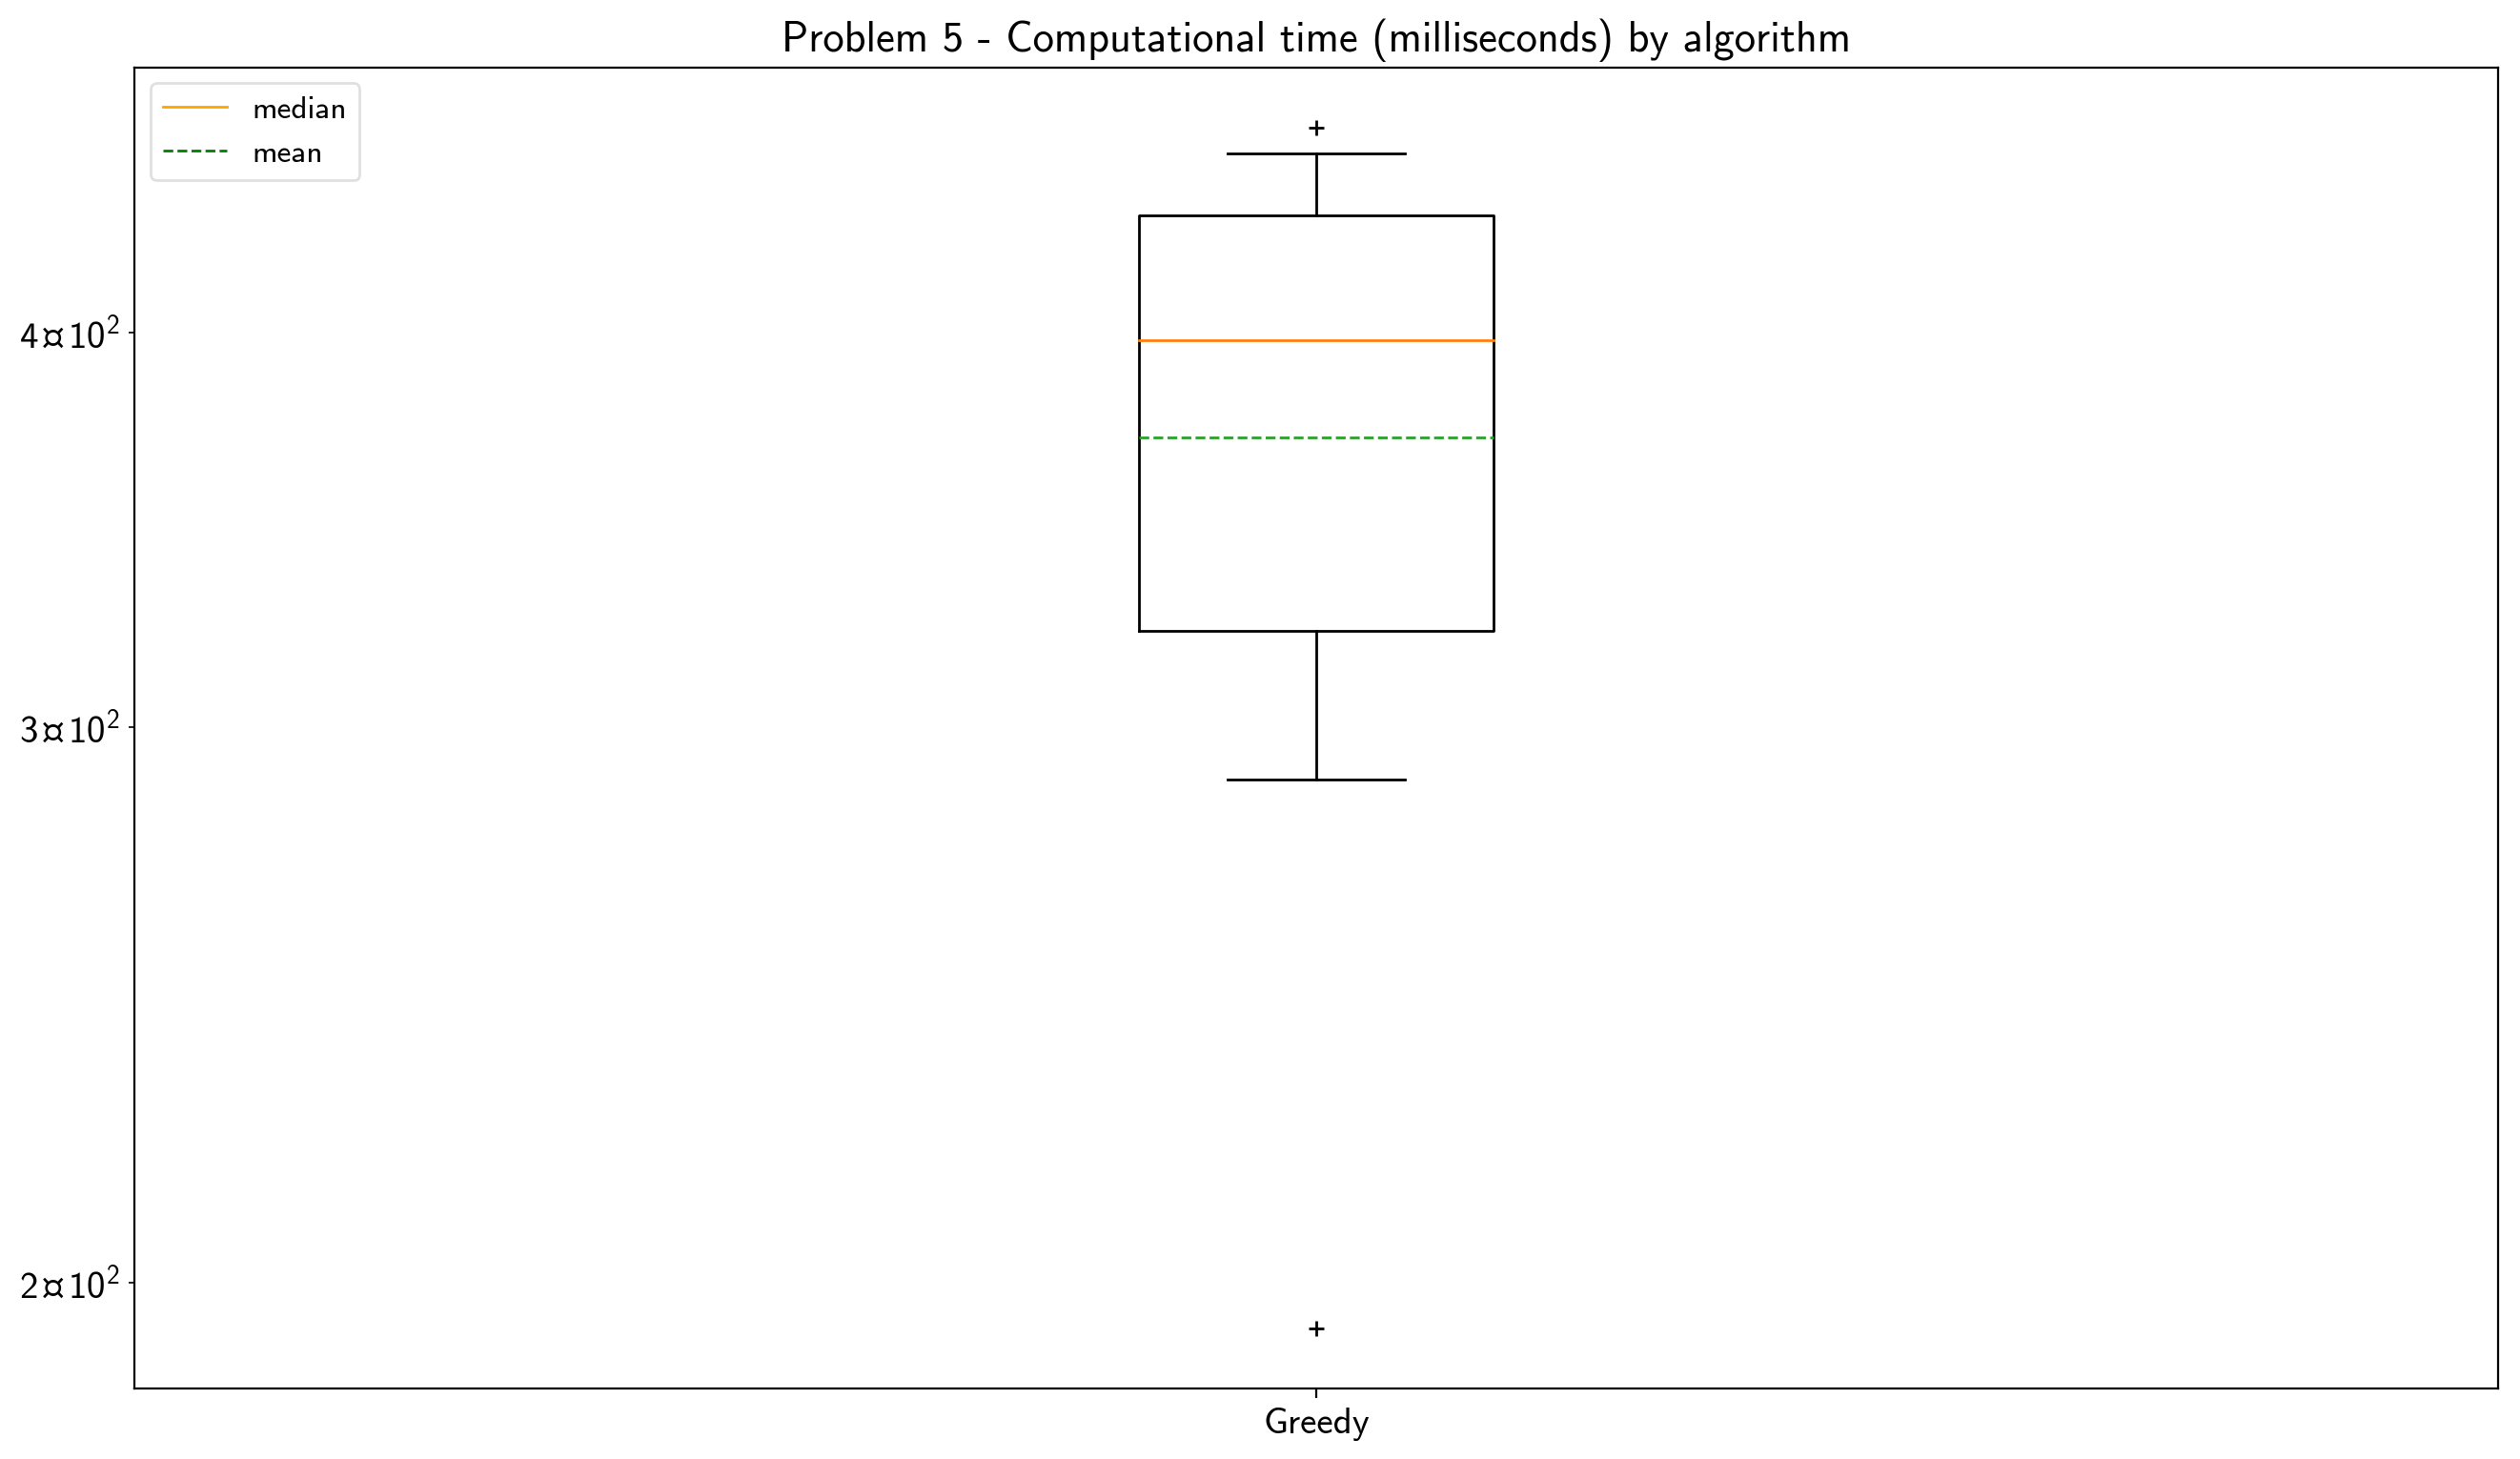 Problem 5 - Computational time (milliseconds) by algorithm
median
mean
4¤10²
3¤10²
2¤10²
Greedy